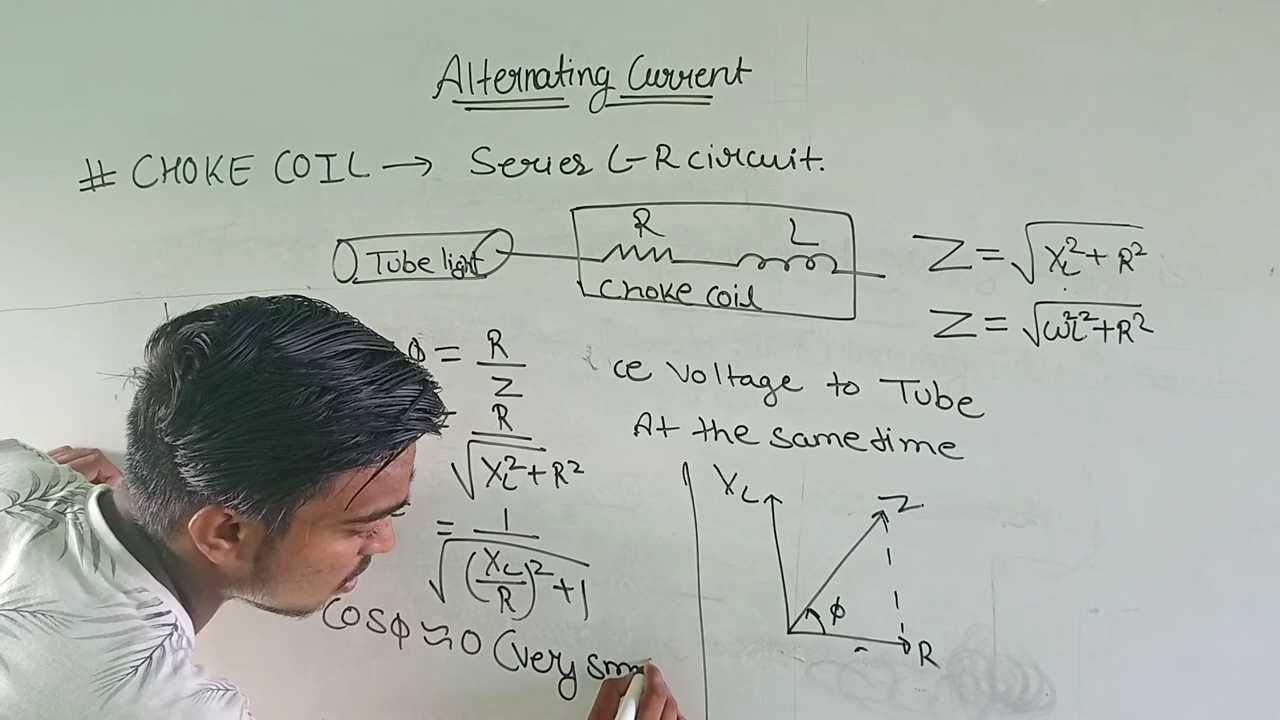 Alternating Current
# CHOKE COIL → Series L-R circuit.
R L
Tube light
Choke coil
Z = √(X_L² + R²)
Z = √(ω²L² + R²)
ϕ = R/Z
ce voltage to Tube
At the same time
= R/√(X_L² + R²)
= 1/√((X_L/R)² + 1)
cosϕ ≈ 0 (very sm
X_L
Z
ϕ
R